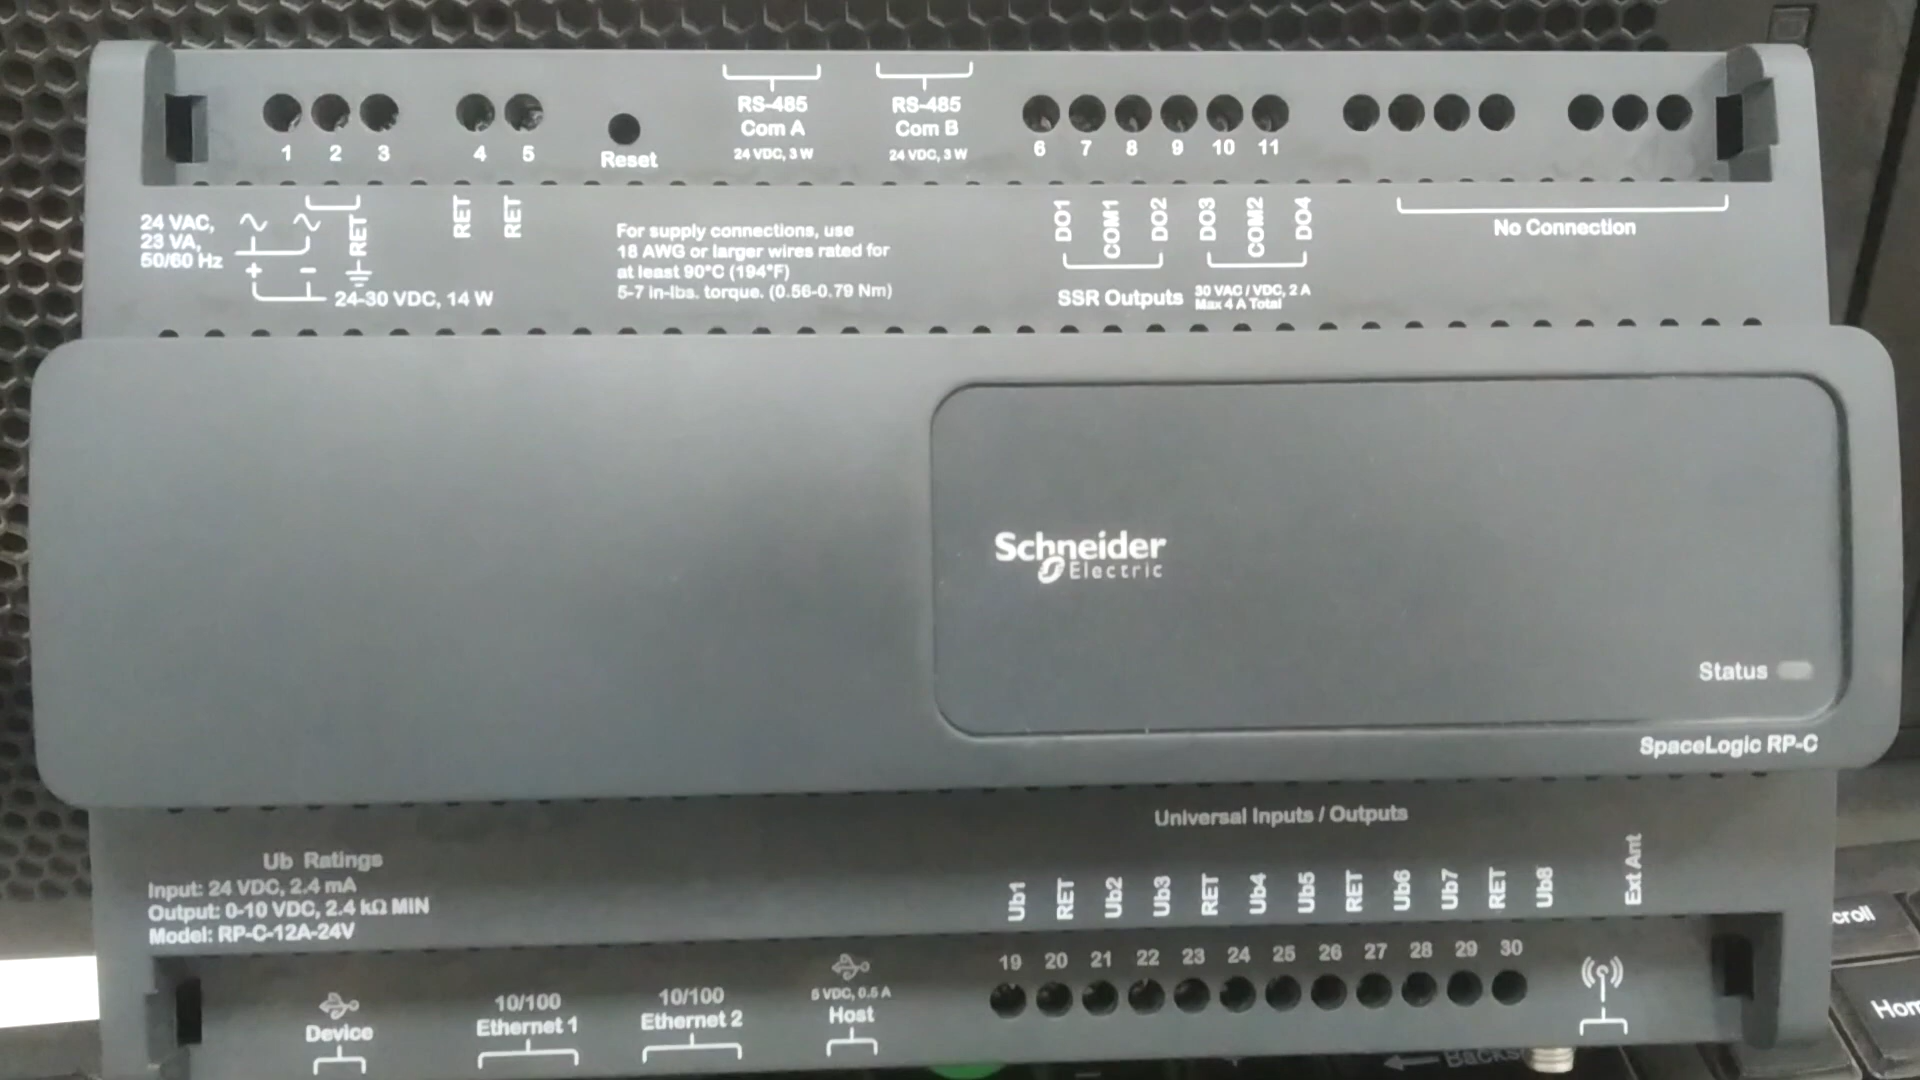 RS-485
Com A
24 VDC, 3 W
RS-485
Com B
24 VDC, 3 W
1 2 3 4 5
Reset
6 7 8 9 10 11
24 VAC,
23 VA,
50/60 Hz
RET
RET
RET
+ -
24-30 VDC, 14 W
For supply connections, use
18 AWG or larger wires rated for
at least 90°C (194°F)
5-7 in-lbs. torque. (0.56-0.79 Nm)
DO1 COM1 DO2 DO3 COM2 DO4
SSR Outputs
30 VAC / VDC, 2 A
Max 4 A Total
No Connection
Schneider
Electric
Status
SpaceLogic RP-C
Universal Inputs / Outputs
Ub Ratings
Input: 24 VDC, 2.4 mA
Output: 0-10 VDC, 2.4 kΩ MIN
Model: RP-C-12A-24V
Ub1 RET Ub2 Ub3 RET Ub4 Ub5 RET Ub6 Ub7 RET Ub8
Ext Ant
19 20 21 22 23 24 25 26 27 28 29 30
Device
10/100
Ethernet 1
10/100
Ethernet 2
5 VDC, 0.5 A
Host
croll
Hom
Backs